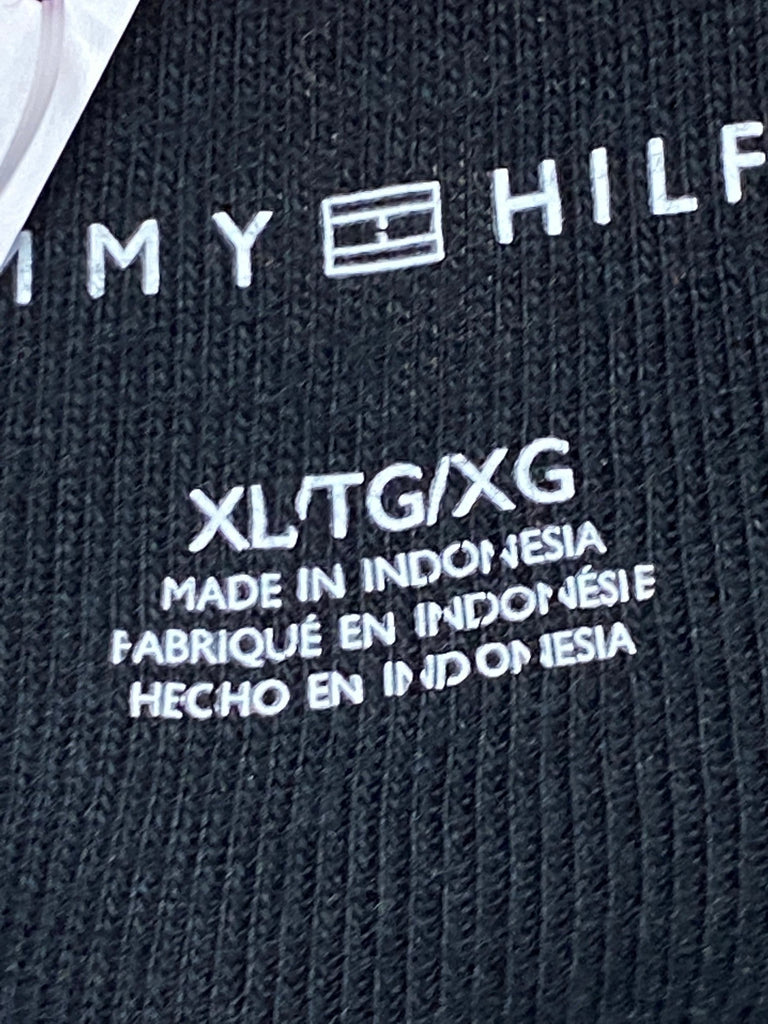 MMY HILF
XL/TG/XG
MADE IN INDONESIA
FABRIQUÉ EN INDONÉSIE
HECHO EN INDONESIA